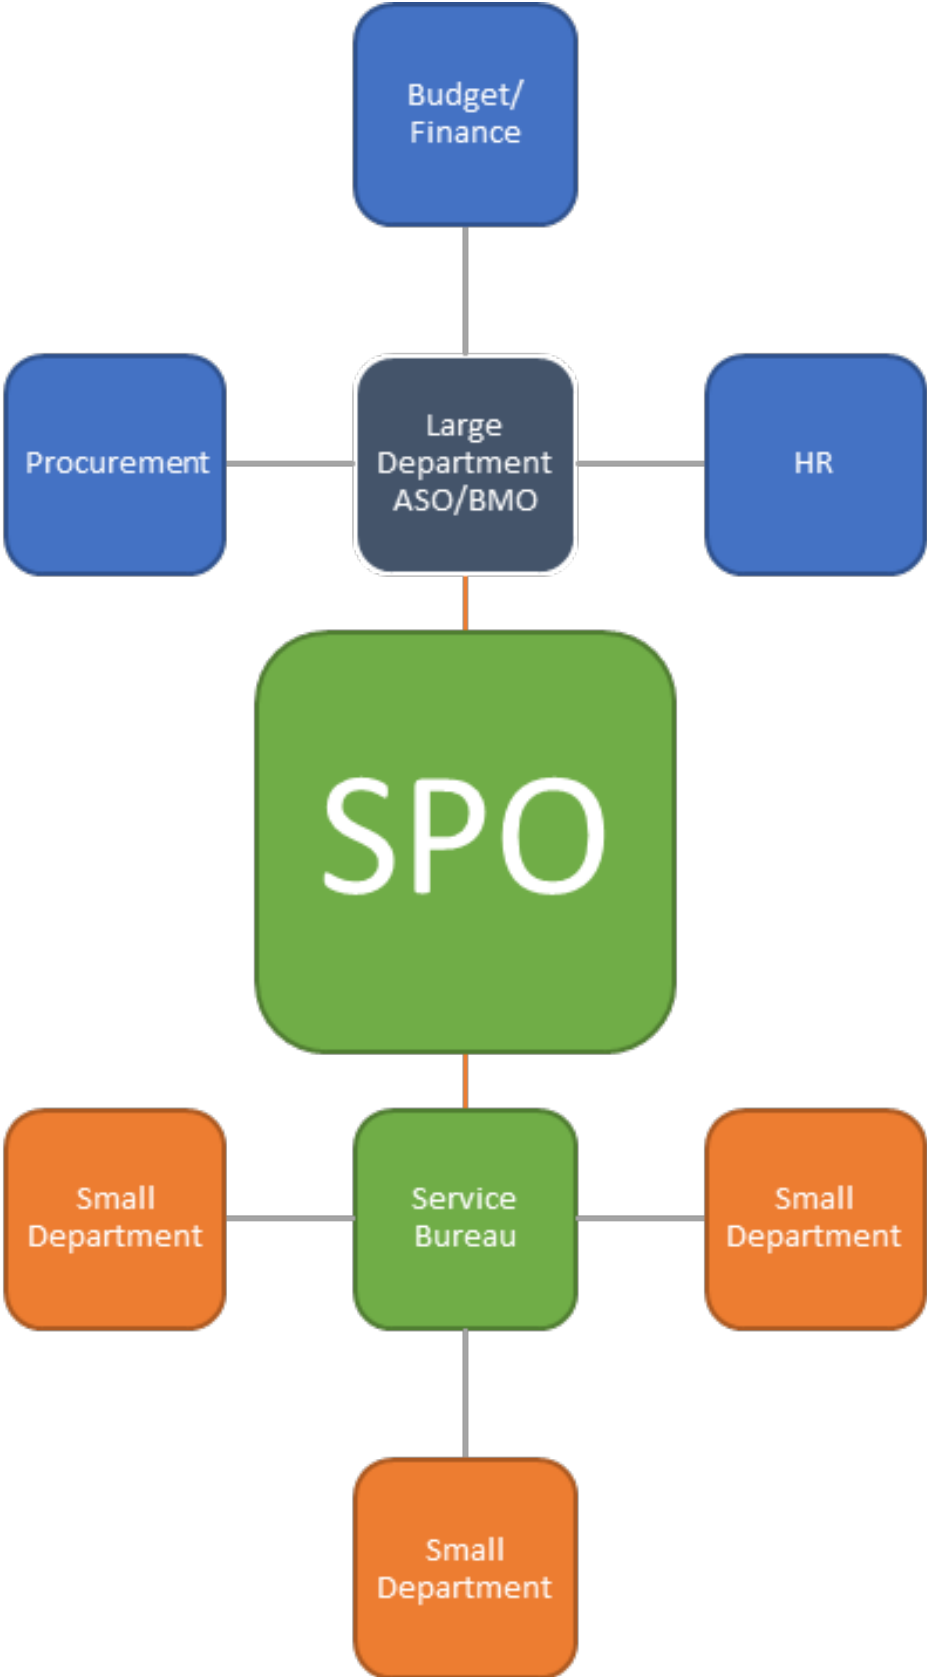 Budget/
Finance
Procurement
Large
Department
ASO/BMO
HR
SPO
Small
Department
Service
Bureau
Small
Department
Small
Department